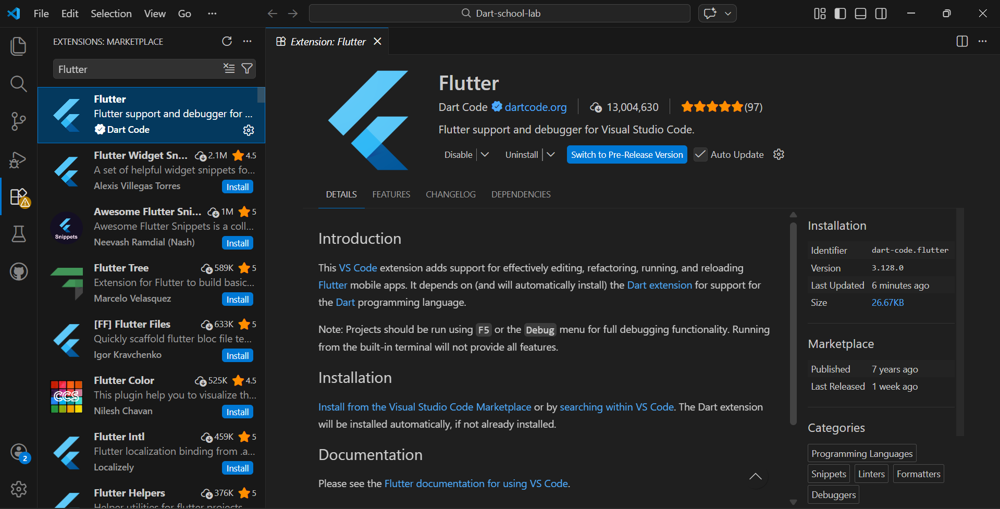 File Edit Selection View Go ···
Dart-school-lab
EXTENSIONS: MARKETPLACE
Flutter
Flutter
Flutter support and debugger for ...
Dart Code
Flutter Widget Sn... 2.1M 4.5
A set of helpful widget snippets fo...
Alexis Villegas Torres Install
Awesome Flutter Sni... 1M 5
Snippets
Awesome Flutter Snippets is a coll...
Neevash Ramdial (Nash) Install
Flutter Tree 589K 5
Extension for Flutter to build basic...
Marcelo Velasquez Install
[FF] Flutter Files 633K 5
Quickly scaffold flutter bloc file te...
Igor Kravchenko Install
Flutter Color 525K 4.5
CCS
This plugin help you to visualize th...
Nilesh Chavan Install
Flutter Intl 459K 5
Flutter localization binding from .a...
Localizely Install
Flutter Helpers 376K 5
Helper utilities for flutter projects
2
Extension: Flutter
Flutter
Dart Code dartcode.org 13,004,630 (97)
Flutter support and debugger for Visual Studio Code.
Disable Uninstall Switch to Pre-Release Version Auto Update
DETAILS FEATURES CHANGELOG DEPENDENCIES
Introduction
This VS Code extension adds support for effectively editing, refactoring, running, and reloading
Flutter mobile apps. It depends on (and will automatically install) the Dart extension for support for
the Dart programming language.
Note: Projects should be run using F5 or the Debug menu for full debugging functionality. Running
from the built-in terminal will not provide all features.
Installation
Install from the Visual Studio Code Marketplace or by searching within VS Code. The Dart extension
will be installed automatically, if not already installed.
Documentation
Please see the Flutter documentation for using VS Code.
Installation
Identifier dart-code.flutter
Version 3.128.0
Last Updated 6 minutes ago
Size 26.67KB
Marketplace
Published 7 years ago
Last Released 1 week ago
Categories
Programming Languages
Snippets Linters Formatters
Debuggers